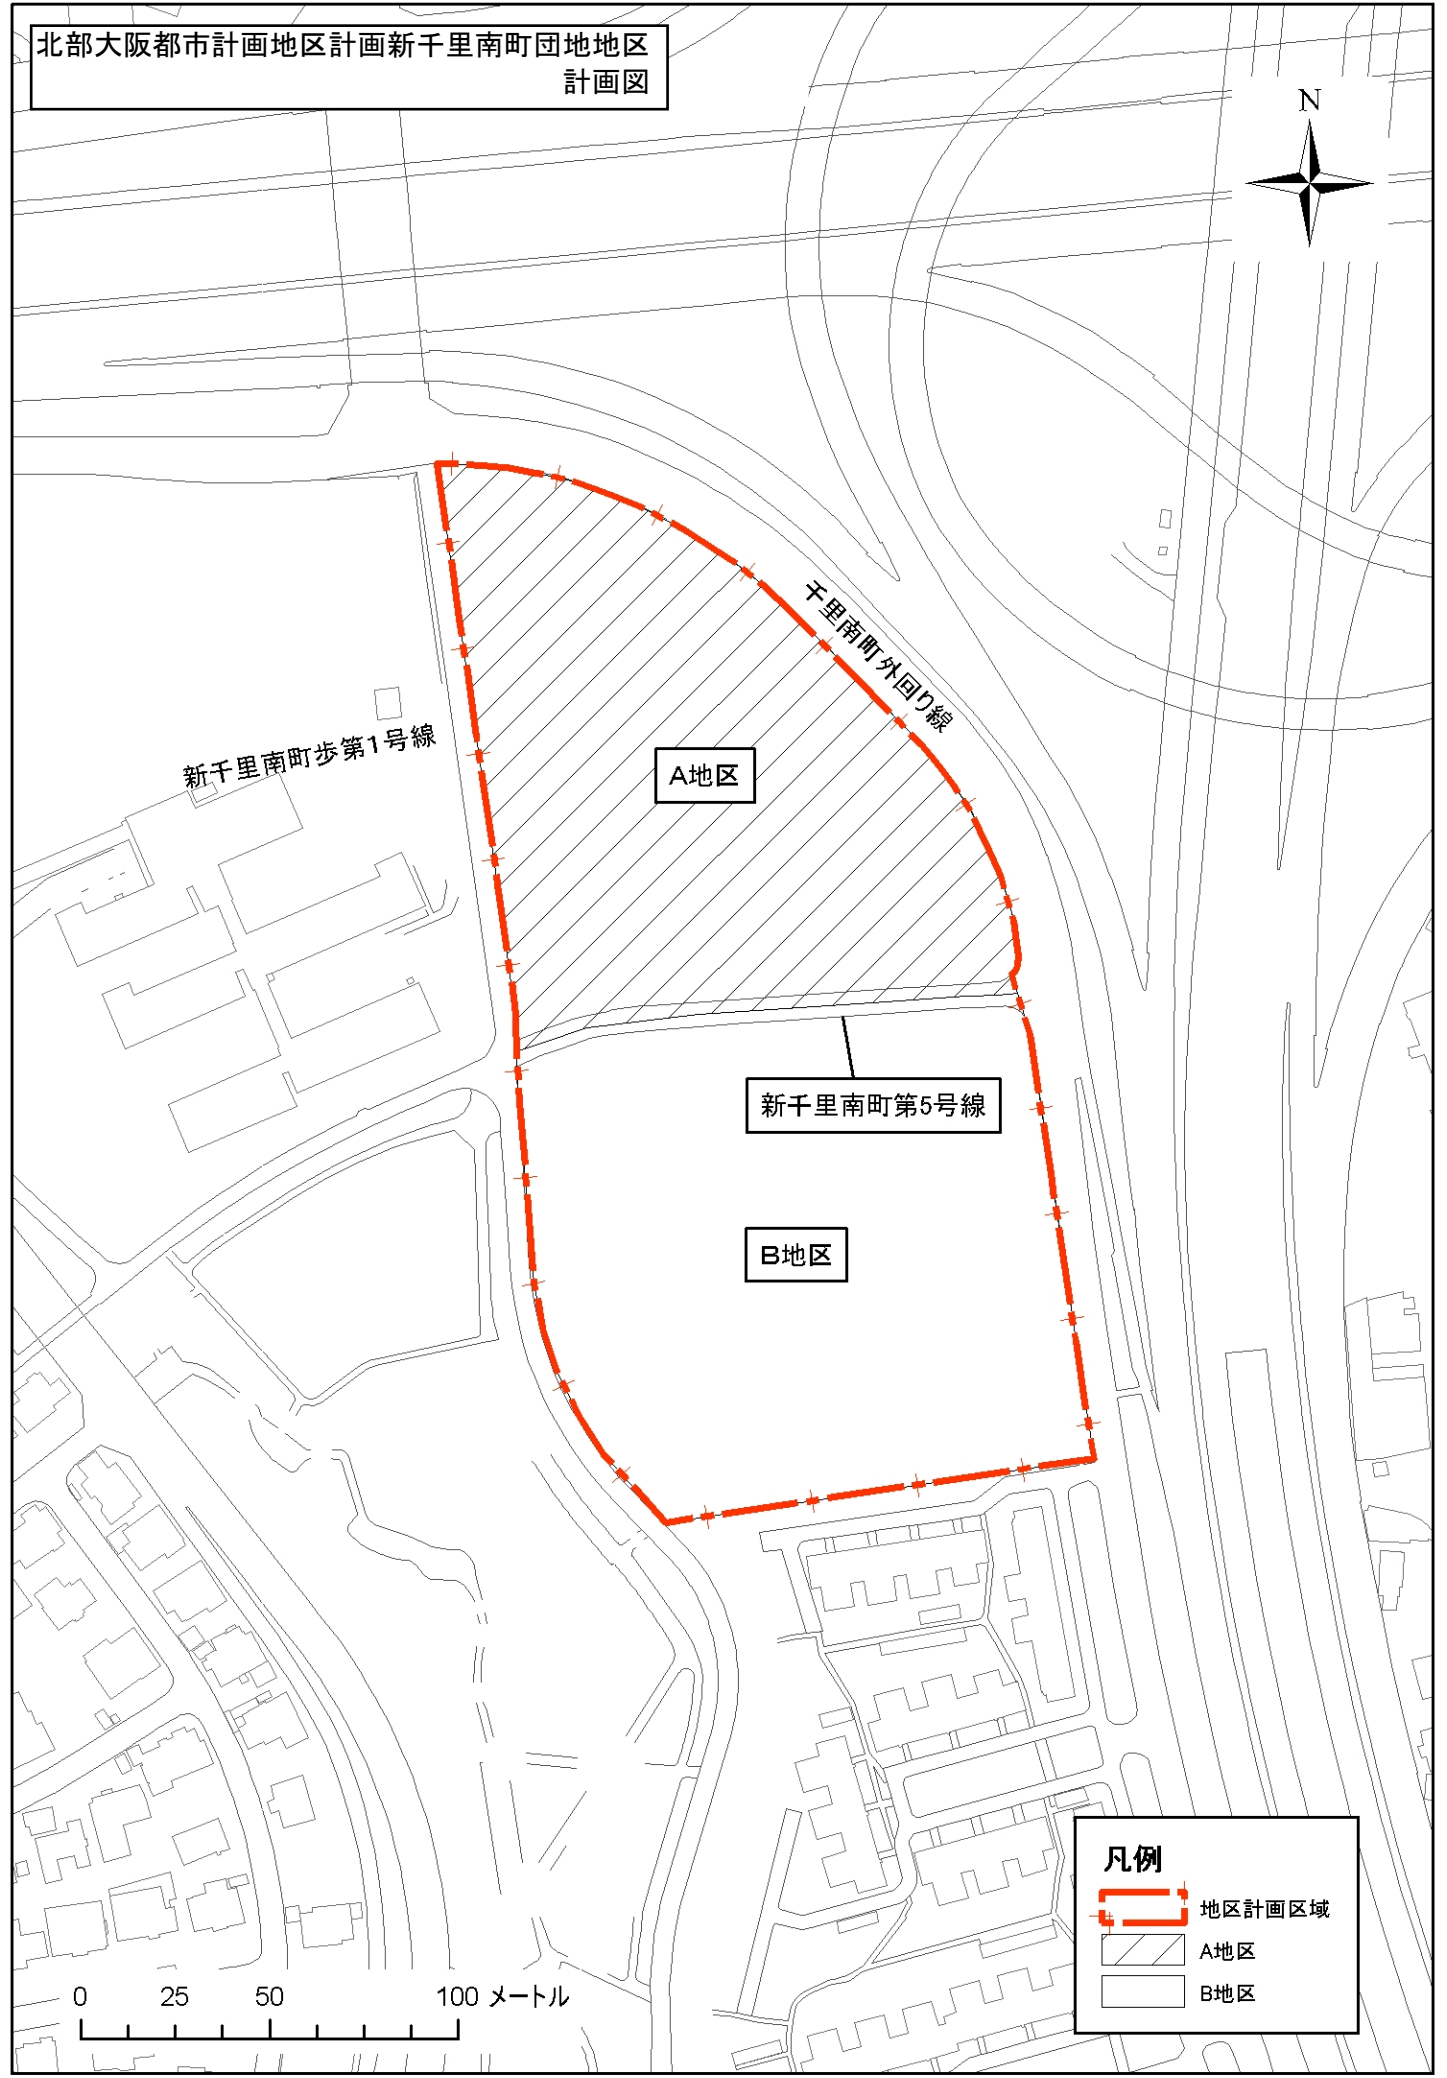 北部大阪都市計画地区計画新千里南町団地地区
計画図
N
千里南町外回り線
新千里南町歩第1号線
A地区
新千里南町第5号線
B地区
凡例
地区計画区域
A地区
B地区
0 25 50 100 メートル